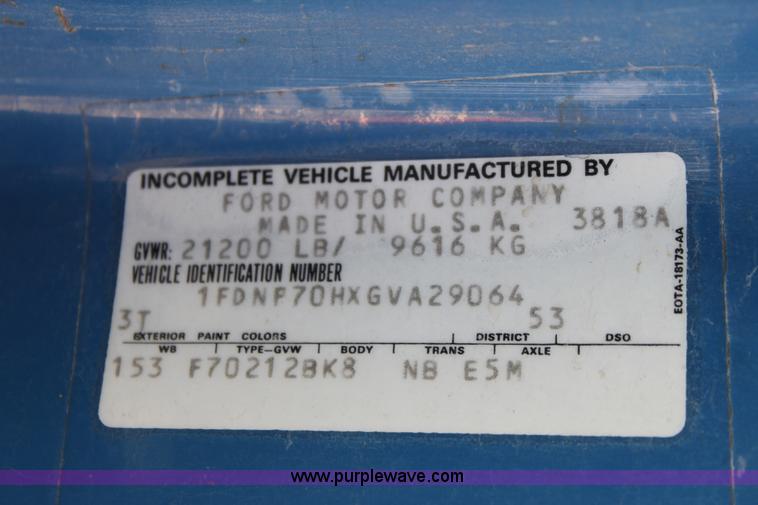 INCOMPLETE VEHICLE MANUFACTURED BY
FORD MOTOR COMPANY
MADE IN U.S.A. 3818A
GVWR: 21200 LB/ 9616 KG
VEHICLE IDENTIFICATION NUMBER
1FDNF70HXGVA29064
3T 53
EXTERIOR PAINT COLORS DISTRICT DSO
WB TYPE-GVW BODY TRANS AXLE
153 F70212BK8 NB E5M
EOTA-18173-AA
www.purplewave.com